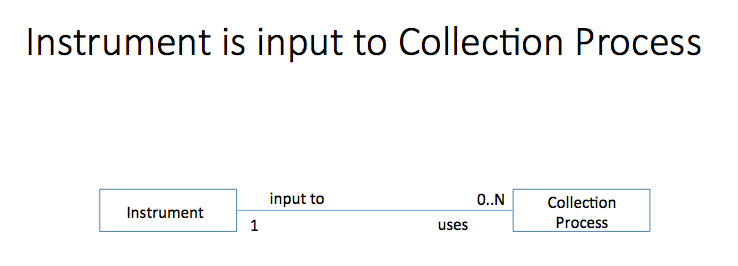 Instrument is input to Collection Process
input to
0..N
Instrument
Collection
Process
1
uses